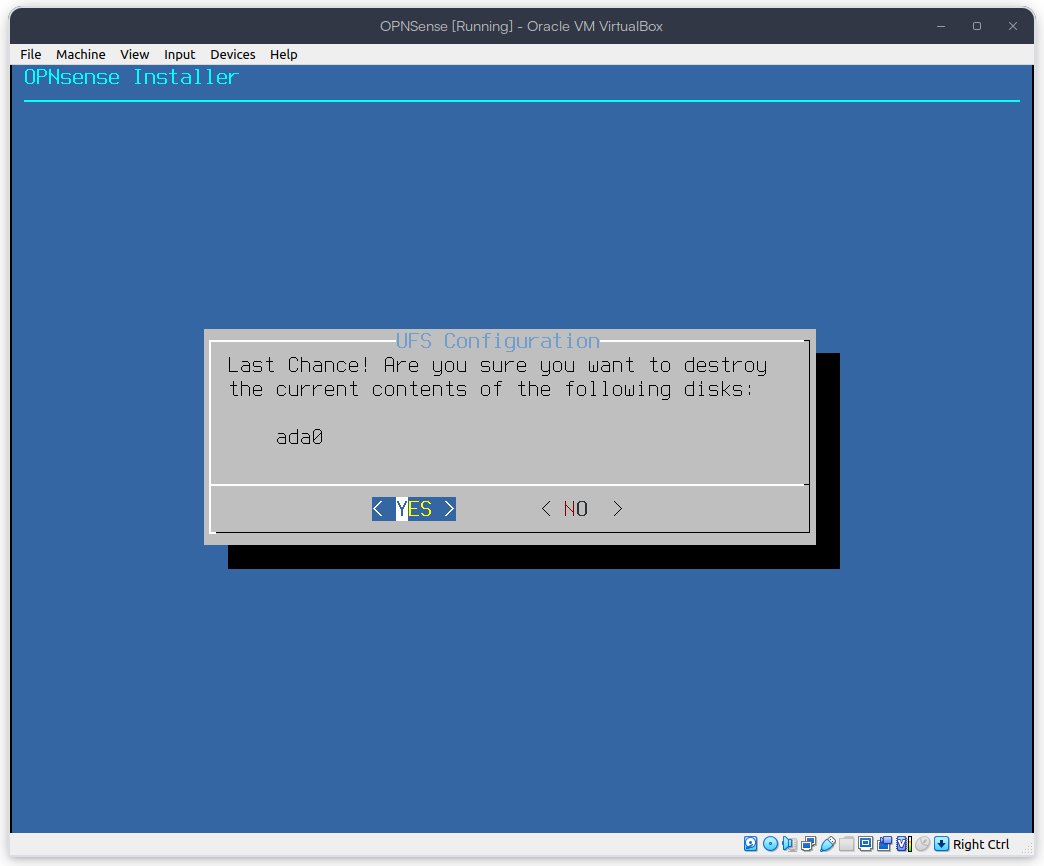 OPNSense [Running] - Oracle VM VirtualBox
File Machine View Input Devices Help
OPNsense Installer
UFS Configuration
Last Chance! Are you sure you want to destroy
the current contents of the following disks:
ada0
< YES > < NO >
Right Ctrl